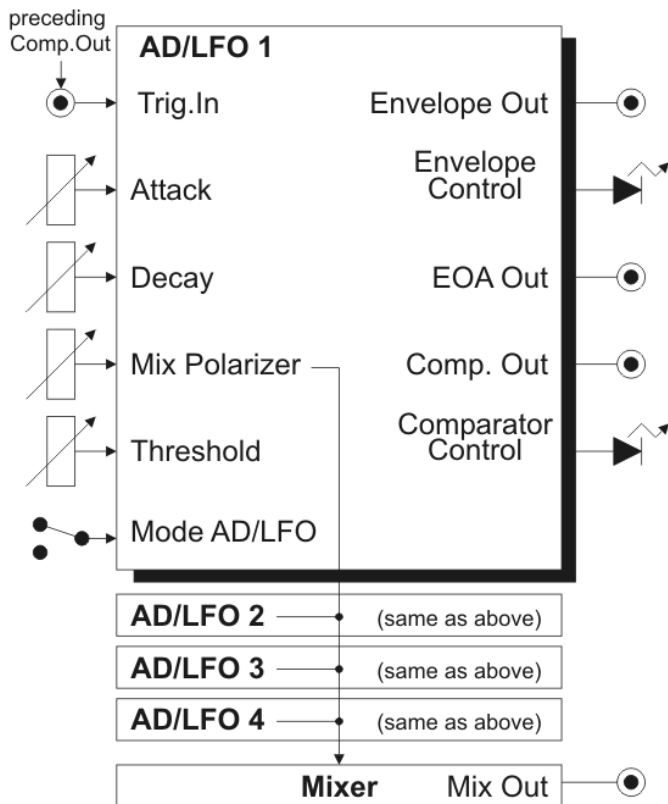 preceding
Comp.Out
AD/LFO 1
Trig.In
Envelope Out
Attack
Envelope
Control
Decay
EOA Out
Mix Polarizer
Comp. Out
Threshold
Comparator
Control
Mode AD/LFO
AD/LFO 2 (same as above)
AD/LFO 3 (same as above)
AD/LFO 4 (same as above)
Mixer Mix Out